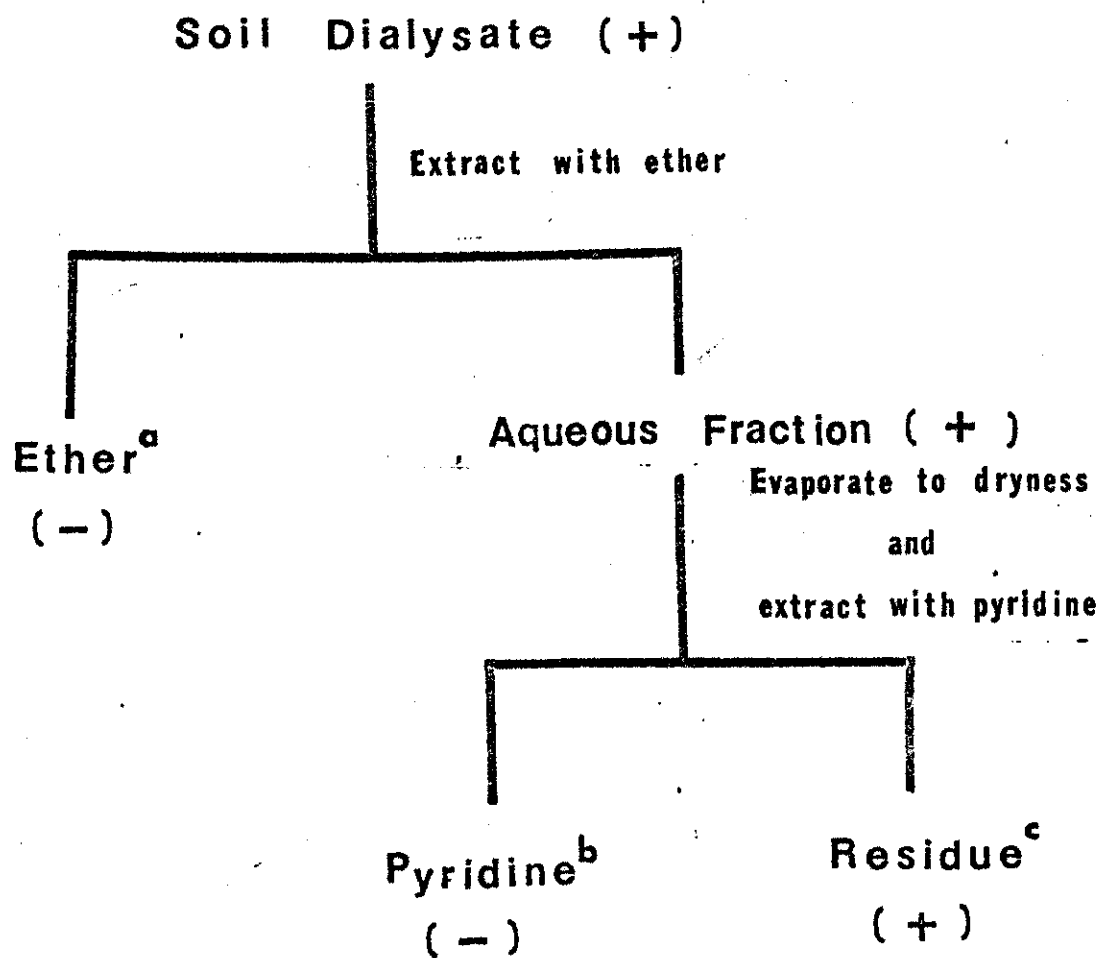 Soil Dialysate (+)
Extract with ether
Ether^a
(-)
Aqueous Fraction (+)
Evaporate to dryness
and
extract with pyridine
Pyridine^b
(-)
Residue^c
(+)